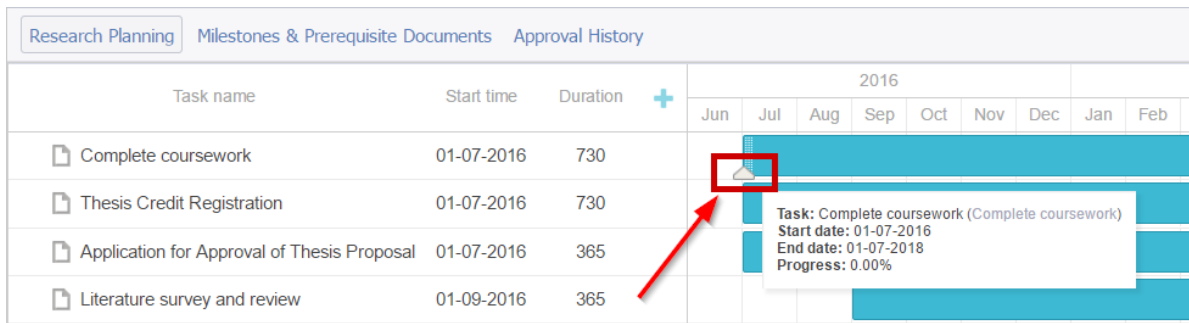 Research Planning Milestones & Prerequisite Documents Approval History
Task name Start time Duration 2016
Jun Jul Aug Sep Oct Nov Dec Jan Feb
Complete coursework 01-07-2016 730
Thesis Credit Registration 01-07-2016 730
Application for Approval of Thesis Proposal 01-07-2016 365
Literature survey and review 01-09-2016 365
Task: Complete coursework (Complete coursework)
Start date: 01-07-2016
End date: 01-07-2018
Progress: 0.00%